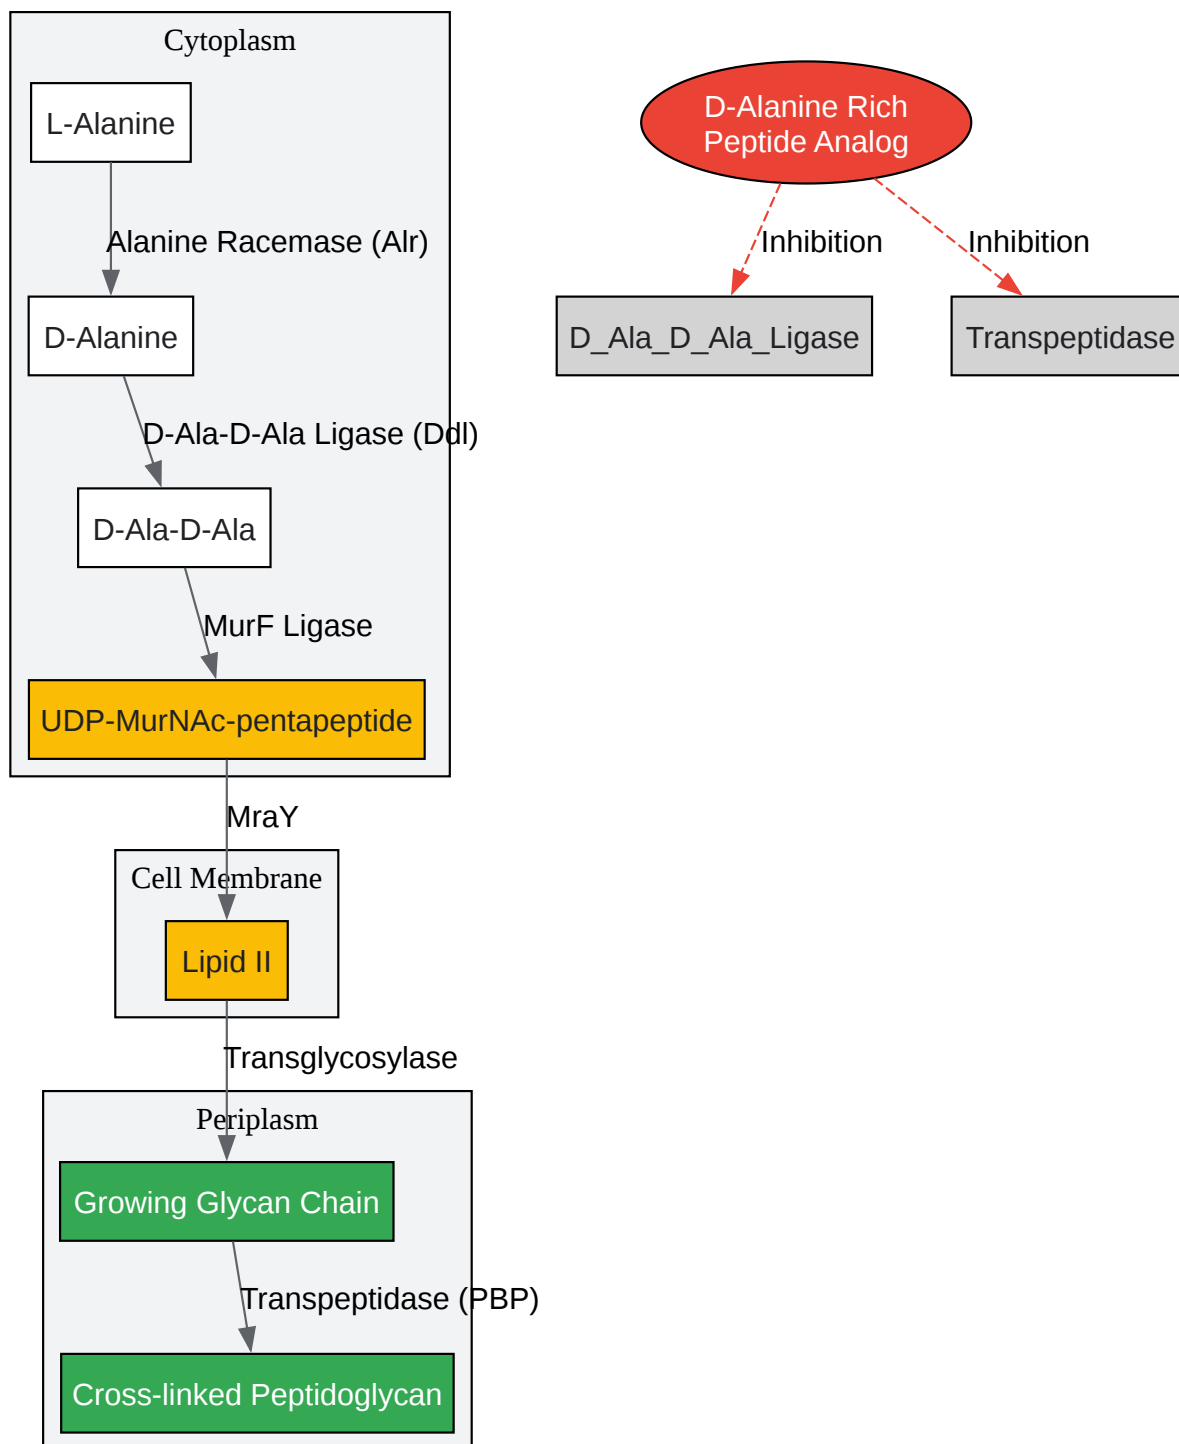 Cytoplasm
L-Alanine
Alanine Racemase (Alr)
D-Alanine
D-Ala-D-Ala Ligase (Ddl)
D-Ala-D-Ala
MurF Ligase
UDP-MurNAc-pentapeptide
MraY
Cell Membrane
Lipid II
Transglycosylase
Periplasm
Growing Glycan Chain
Transpeptidase (PBP)
Cross-linked Peptidoglycan
D-Alanine Rich
Peptide Analog
Inhibition
Inhibition
D_Ala_D_Ala_Ligase
Transpeptidase